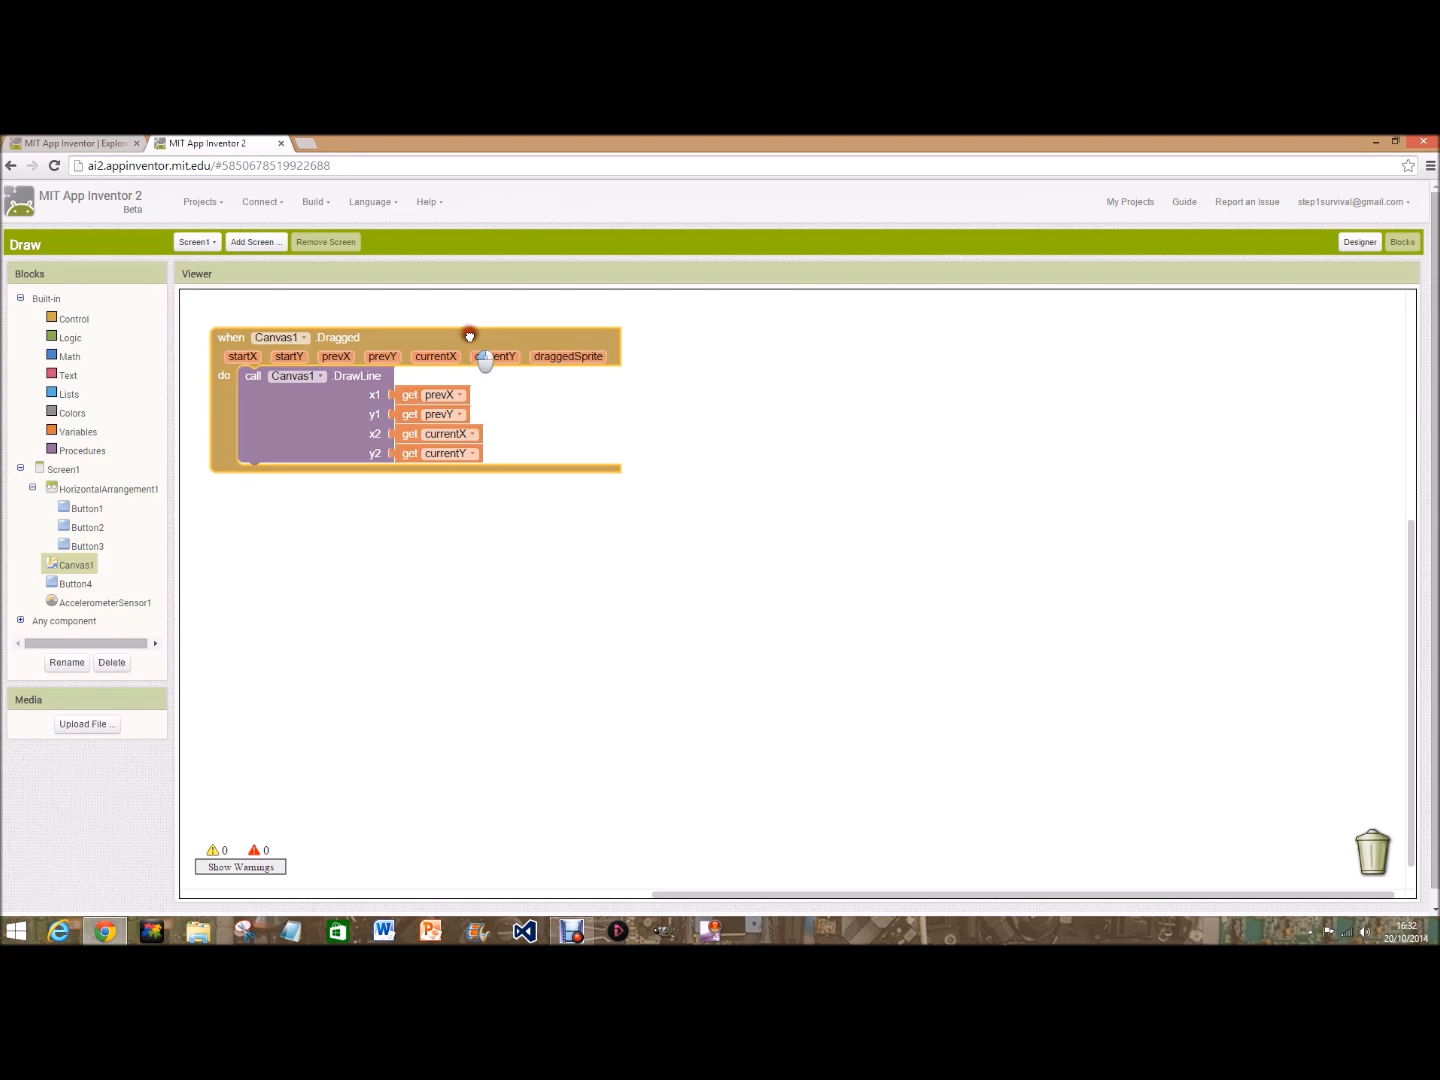 MIT App Inventor | Explor
MIT App Inventor 2
ai2.appinventor.mit.edu/#5850678519922688
MIT App Inventor 2
Beta
Projects
Connect
Build
Language
Help
My Projects
Guide
Report an Issue
step1survival@gmail.com
Draw
Screen1
Add Screen ...
Remove Screen
Designer
Blocks
Blocks
Viewer
Built-in
Control
Logic
Math
Text
Lists
Colors
Variables
Procedures
Screen1
HorizontalArrangement1
Button1
Button2
Button3
Canvas1
Button4
AccelerometerSensor1
Any component
Rename
Delete
Media
Upload File ...
when Canvas1 .Dragged
startX startY prevX prevY currentX draggedSprite
do call Canvas1 .DrawLine
x1 get prevX
y1 get prevY
x2 get currentX
y2 get currentY
0 0
Show Warnings
16:32
20/10/2014